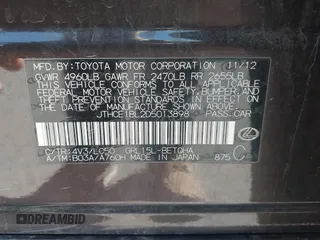 MFD.BY:TOYOTA MOTOR CORPORATION 11/12
GVWR 4960LB GAWR FR 2470LB RR 2655LB
THIS VEHICLE CONFORMS TO ALL APPLICABLE
FEDERAL MOTOR VEHICLE SAFETY, BUMPER, AND
THEFT PREVENTION STANDARDS IN EFFECT ON
THE DATE OF MANUFACTURE SHOWN ABOVE.
JTHCE1BL2D5013898 PASS.CAR
C/TR:4V3/LC50 GRL15L-BETQHA
A/TM:B03A/A760H MADE IN JAPAN 875 C
DREAMBID